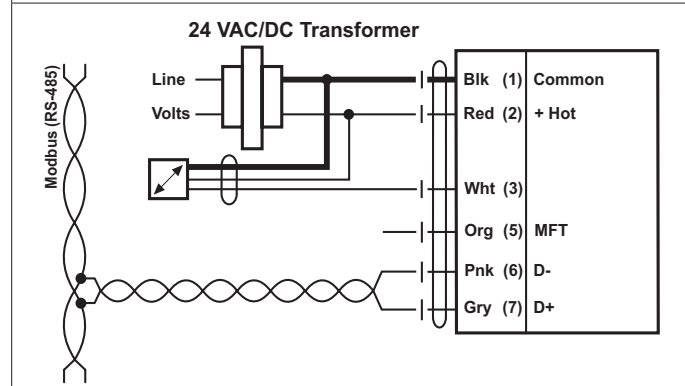 24 VAC/DC Transformer
Modbus (RS-485)
Line
Volts
Blk (1) Common
Red (2) + Hot
Wht (3)
Org (5) MFT
Pnk (6) D-
Gry (7) D+